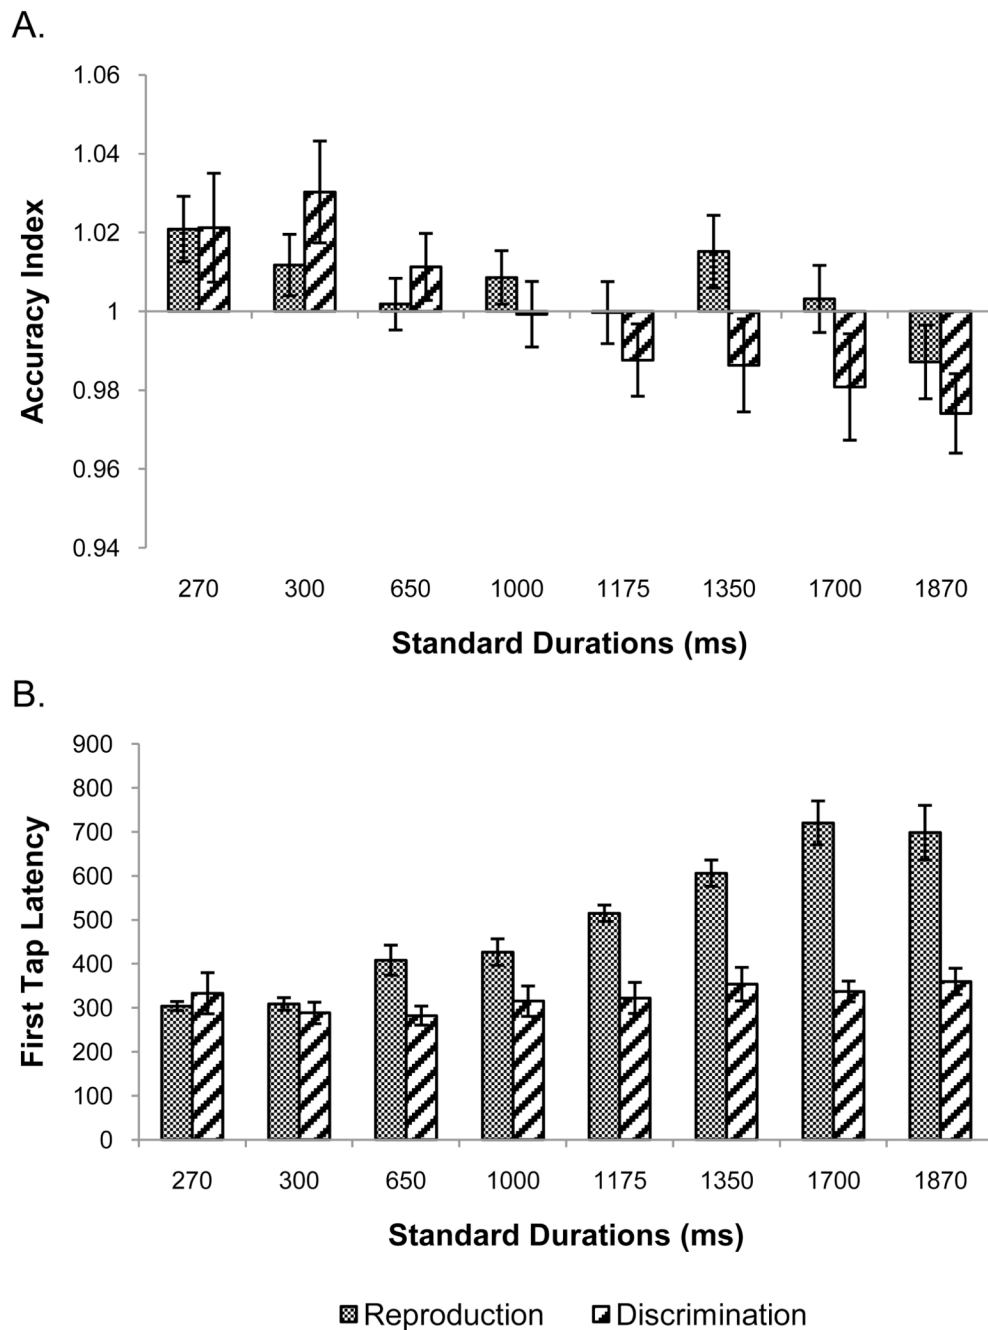 A.
1.06
1.04
1.02
1
0.98
0.96
0.94
Accuracy Index
270 300 650 1000 1175 1350 1700 1870
Standard Durations (ms)
B.
900
800
700
600
500
400
300
200
100
0
First Tap Latency
270 300 650 1000 1175 1350 1700 1870
Standard Durations (ms)
Reproduction Discrimination